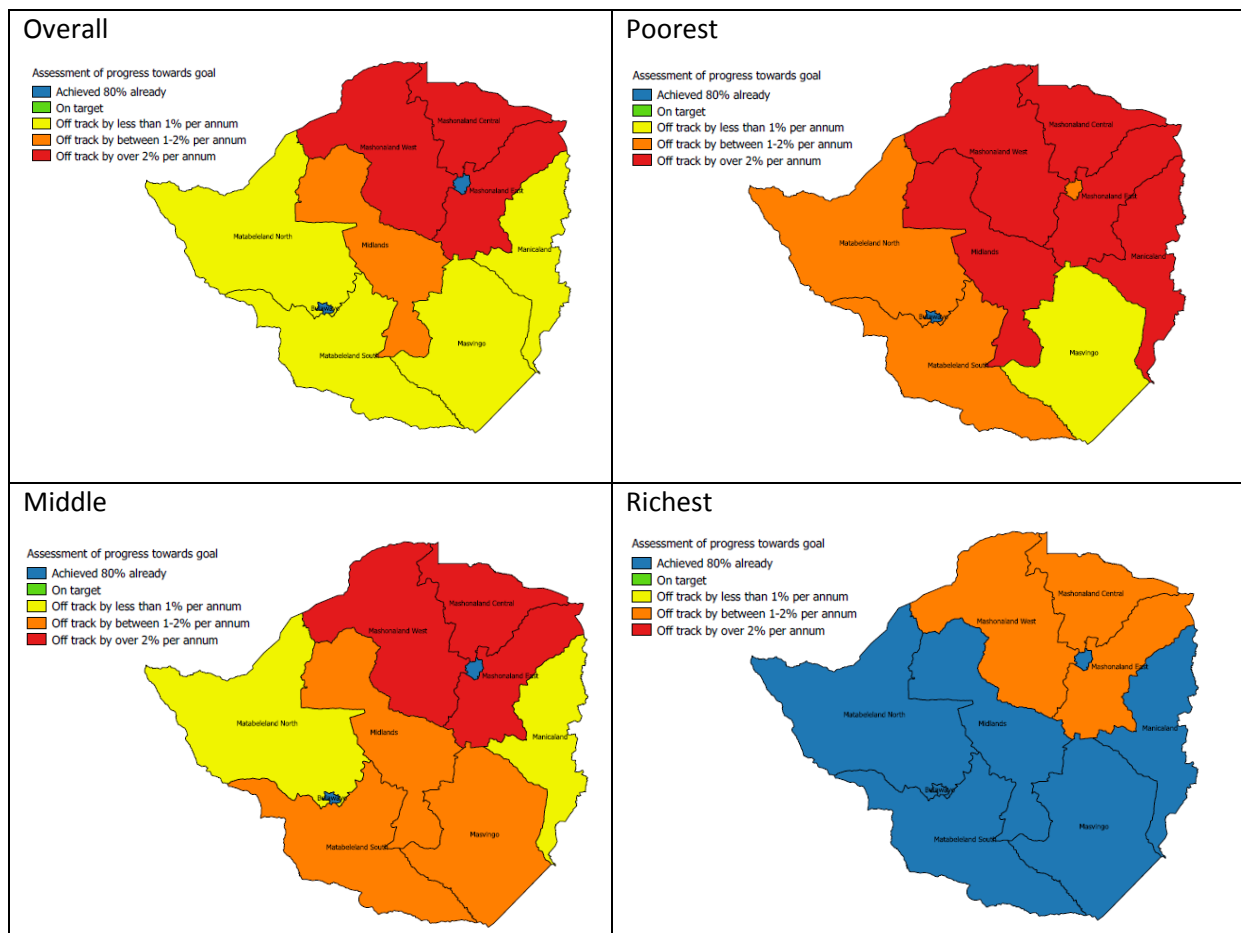 Overall
Assessment of progress towards goal
Achieved 80% already
On target
Off track by less than 1% per annum
Off track by between 1-2% per annum
Off track by over 2% per annum
Mashonaland Central
Mashonaland West
Mashonaland East
Manicaland
Matabeleland North
Midlands
Bulawayo
Matabeleland South
Masvingo
Poorest
Assessment of progress towards goal
Achieved 80% already
On target
Off track by less than 1% per annum
Off track by between 1-2% per annum
Off track by over 2% per annum
Mashonaland Central
Mashonaland West
Mashonaland East
Manicaland
Matabeleland North
Midlands
Bulawayo
Matabeleland South
Masvingo
Middle
Assessment of progress towards goal
Achieved 80% already
On target
Off track by less than 1% per annum
Off track by between 1-2% per annum
Off track by over 2% per annum
Mashonaland Central
Mashonaland West
Mashonaland East
Manicaland
Matabeleland North
Midlands
Bulawayo
Matabeleland South
Masvingo
Richest
Assessment of progress towards goal
Achieved 80% already
On target
Off track by less than 1% per annum
Off track by between 1-2% per annum
Off track by over 2% per annum
Mashonaland Central
Mashonaland West
Mashonaland East
Manicaland
Matabeleland North
Midlands
Bulawayo
Matabeleland South
Masvingo